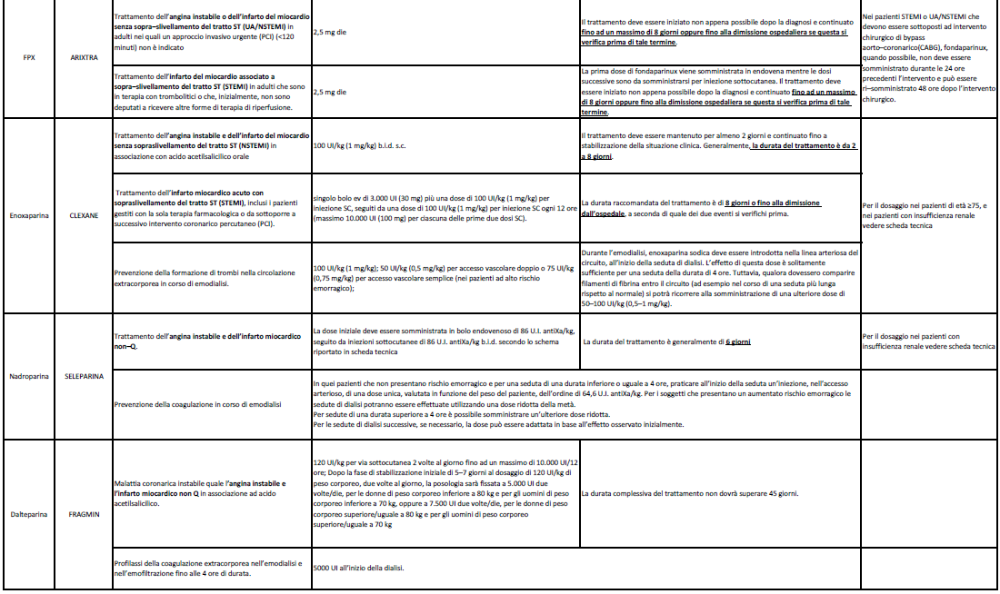 FPX
ARIXTRA
Trattamento dell'angina instabile o dell'infarto del miocardio
senza sopra–slivellamento del tratto ST (UA/NSTEMI) in
adulti nei quali un approccio invasivo urgente (PCI) (<120
minuti) non è indicato
2,5 mg die
Il trattamento deve essere iniziato non appena possibile dopo la diagnosi e continuato
fino ad un massimo di 8 giorni oppure fino alla dimissione ospedaliera se questa si
verifica prima di tale termine.
Nei pazienti STEMI o UA/NSTEMI che
devono essere sottoposti ad intervento
chirurgico di bypass
aorto–coronarico(CABG), fondaparinux,
quando possibile, non deve essere
somministrato durante le 24 ore
precedenti l'intervento e può essere
ri–somministrato 48 ore dopo l'intervento
chirurgico.
Trattamento dell'infarto del miocardio associato a
sopra–slivellamento del tratto ST (STEMI) in adulti che sono
in terapia con trombolitici o che, inizialmente, non sono
deputati a ricevere altre forme di terapia di riperfusione.
2,5 mg die
La prima dose di fondaparinux viene somministrata in endovena mentre le dosi
successive sono da somministrarsi per iniezione sottocutanea. Il trattamento deve
essere iniziato non appena possibile dopo la diagnosi e continuato fino ad un massimo
di 8 giorni oppure fino alla dimissione ospedaliera se questa si verifica prima di tale
termine.
Enoxaparina
CLEXANE
Trattamento dell'angina instabile e dell'infarto del miocardio
senza sopraslivellamento del tratto ST (NSTEMI) in
associazione con acido acetilsalicilico orale
100 UI/kg (1 mg/kg) b.i.d. s.c.
Il trattamento deve essere mantenuto per almeno 2 giorni e continuato fino a
stabilizzazione della situazione clinica. Generalmente, la durata del trattamento è da 2
a 8 giorni.
Per il dosaggio nei pazienti di età ≥75, e
nei pazienti con insufficienza renale
vedere scheda tecnica
Trattamento dell'infarto miocardico acuto con
sopraslivellamento del tratto ST (STEMI), inclusi i pazienti
gestiti con la sola terapia farmacologica o da sottoporre a
successivo intervento coronarico percutaneo (PCI).
singolo bolo ev di 3.000 UI (30 mg) più una dose di 100 UI/kg (1 mg/kg) per
iniezione SC, seguiti da una dose di 100 UI/kg (1 mg/kg) per iniezione SC ogni 12 ore
(massimo 10.000 UI (100 mg) per ciascuna delle prime due dosi SC).
La durata raccomandata del trattamento è di 8 giorni o fino alla dimissione
dall'ospedale, a seconda di quale dei due eventi si verifichi prima.
Prevenzione della formazione di trombi nella circolazione
extracorporea in corso di emodialisi.
100 UI/kg (1 mg/kg); 50 UI/kg (0,5 mg/kg) per accesso vascolare doppio o 75 UI/kg
(0,75 mg/kg) per accesso vascolare semplice (nei pazienti ad alto rischio
emorragico);
Durante l'emodialisi, enoxaparina sodica deve essere introdotta nella linea arteriosa del
circuito, all'inizio della seduta di dialisi. L'effetto di questa dose è solitamente
sufficiente per una seduta della durata di 4 ore. Tuttavia, qualora dovessero comparire
filamenti di fibrina entro il circuito (ad esempio nel corso di una seduta più lunga
rispetto al normale) si potrà ricorrere alla somministrazione di una ulteriore dose di
50–100 UI/kg (0,5–1 mg/kg).
Nadroparina
SELEPARINA
Trattamento dell'angina instabile e dell'infarto miocardico
non–Q.
La dose iniziale deve essere somministrata in bolo endovenoso di 86 U.I. antiXa/kg,
seguito da iniezioni sottocutanee di 86 U.I. antiXa/kg b.i.d. secondo lo schema
riportato in scheda tecnica
La durata del trattamento è generalmente di 6 giorni
Per il dosaggio nei pazienti con
insufficienza renale vedere scheda tecnica
Prevenzione della coagulazione in corso di emodialisi
In quei pazienti che non presentano rischio emorragico e per una seduta di una durata inferiore o uguale a 4 ore, praticare all'inizio della seduta un'iniezione, nell'accesso
arterioso, di una dose unica, valutata in funzione del peso del paziente, dell'ordine di 64,6 U.I. antiXa/kg. Per i soggetti che presentano un aumentato rischio emorragico le
sedute di dialisi potranno essere effettuate utilizzando una dose ridotta della metà.
Per sedute di una durata superiore a 4 ore è possibile somministrare un'ulteriore dose ridotta.
Per le sedute di dialisi successive, se necessario, la dose può essere adattata in base all'effetto osservato inizialmente.
Dalteparina
FRAGMIN
Malattia coronarica instabile quale l'angina instabile e
l'infarto miocardico non Q in associazione ad acido
acetilsalicilico.
120 UI/kg per via sottocutanea 2 volte al giorno fino ad un massimo di 10.000 UI/12
ore; Dopo la fase di stabilizzazione iniziale di 5–7 giorni al dosaggio di 120 UI/kg di
peso corporeo, due volte al giorno, la posologia sarà fissata a 5.000 UI due
volte/die, per le donne di peso corporeo inferiore a 80 kg e per gli uomini di peso
corporeo inferiore a 70 kg, oppure a 7.500 UI due volte/die, per le donne di peso
corporeo superiore/uguale a 80 kg e per gli uomini di peso corporeo
superiore/uguale a 70 kg
La durata complessiva del trattamento non dovrà superare 45 giorni.
Profilassi della coagulazione extracorporea nell'emodialisi e
nell'emofiltrazione fino alle 4 ore di durata.
5000 UI all'inizio della dialisi.